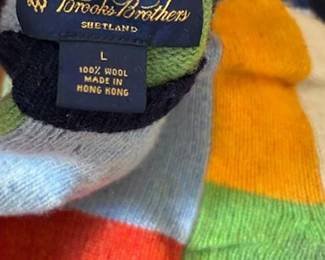 Brooks Brothers
SHETLAND
L
100% WOOL
MADE IN
HONG KONG